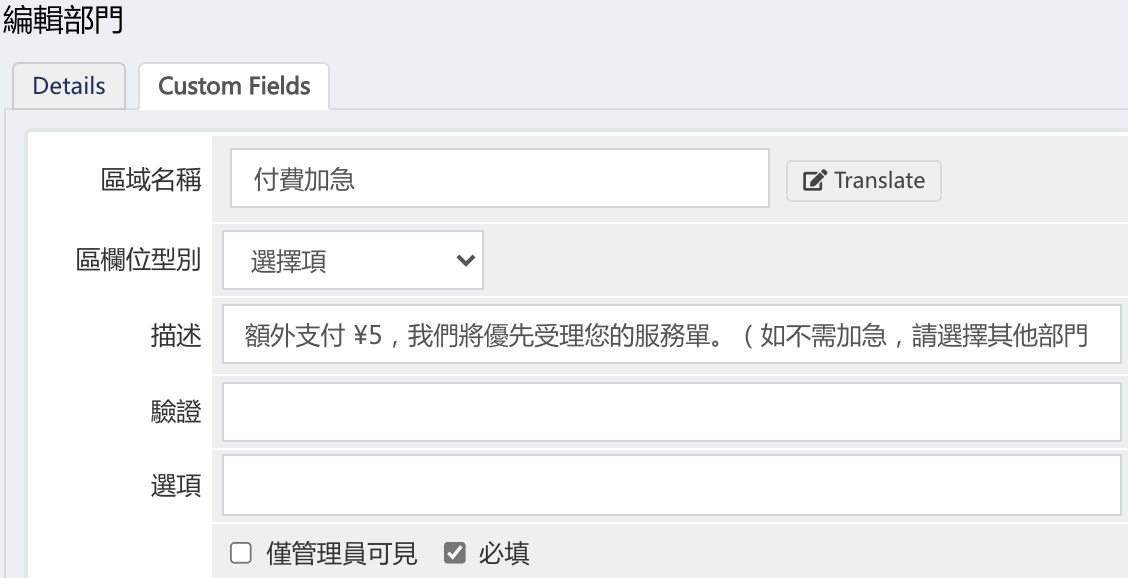 編輯部門
Details Custom Fields
區域名稱 付費加急 Translate
區欄位型別 選擇項
描述 額外支付 ¥5，我們將優先受理您的服務單。（如不需加急，請選擇其他部門
驗證
選項
僅管理員可見 必填